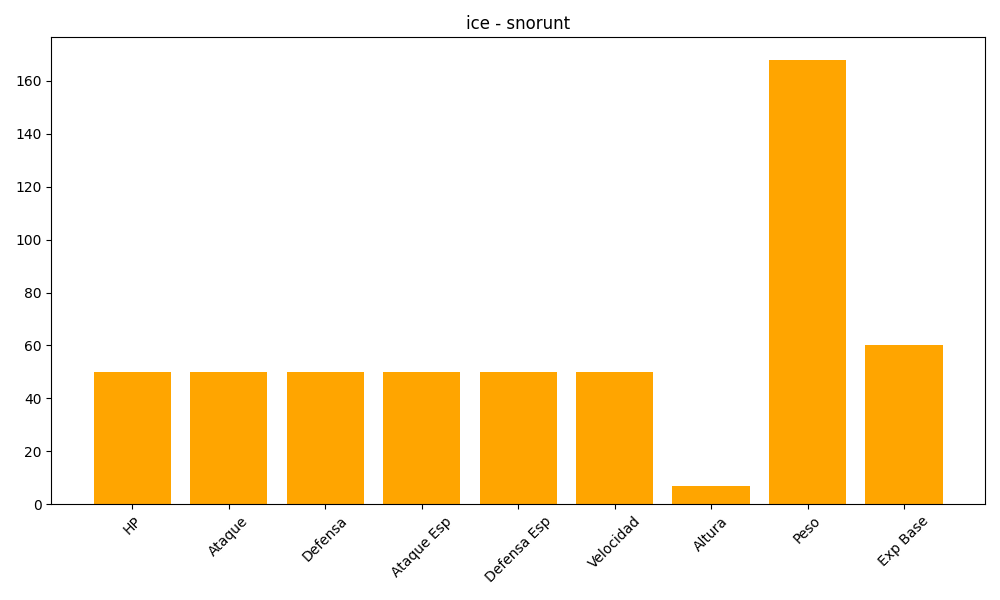 ice - snorunt
160
140
120
100
80
60
40
20
0
HP
Ataque
Defensa
Ataque Esp
Defensa Esp
Velocidad
Altura
Peso
Exp Base